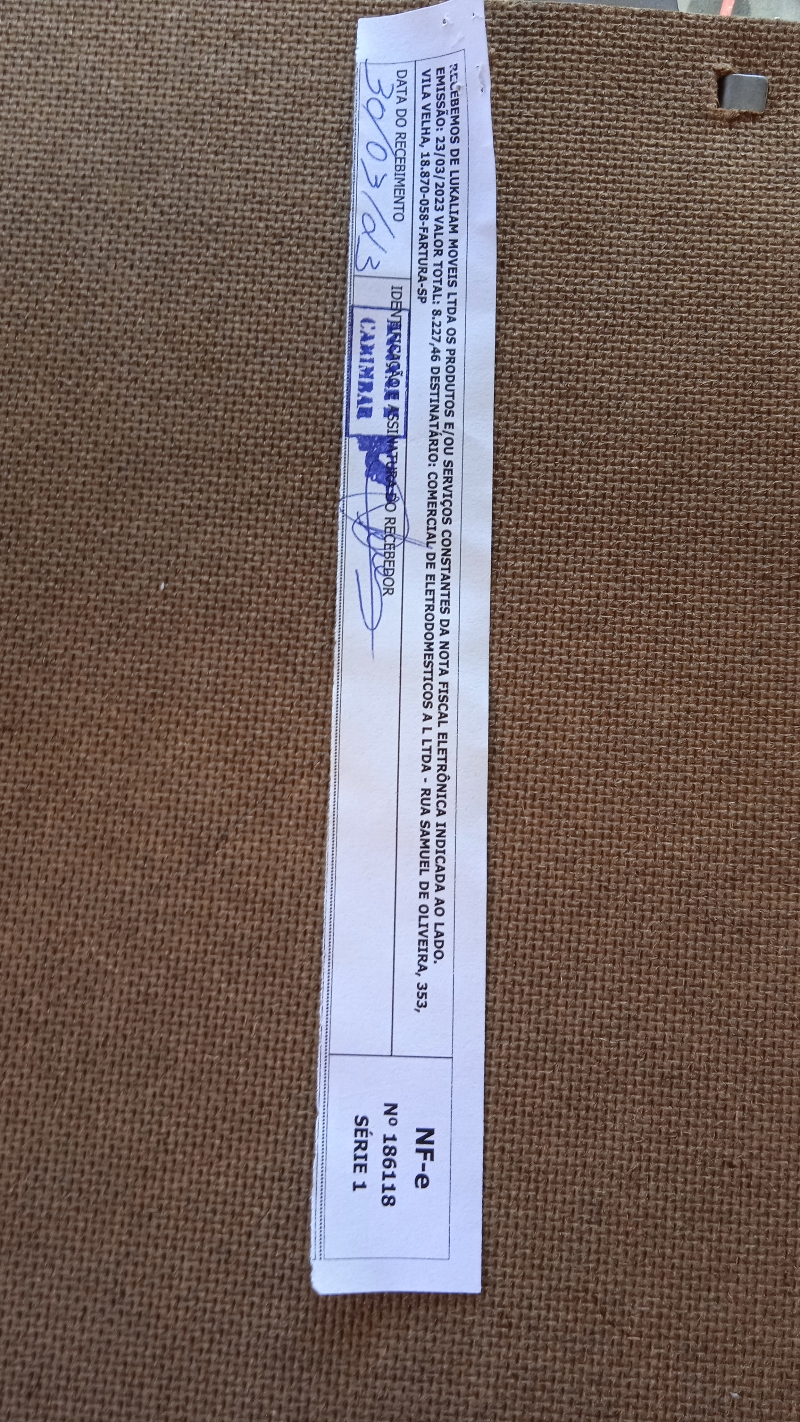 RECEBEMOS DE LUKALIAM MOVEIS LTDA OS PRODUTOS E/OU SERVIÇOS CONSTANTES DA NOTA FISCAL ELETRÔNICA INDICADA AO LADO.
EMISSÃO: 23/03/2023 VALOR TOTAL: 8.227,46 DESTINATÁRIO: COMERCIAL DE ELETRODOMESTICOS A L LTDA - RUA SAMUEL DE OLIVEIRA, 353,
VILA VELHA, 18.870-058-FARTURA-SP
DATA DO RECEBIMENTO
30/03/23
IDENTIFICAÇÃO E ASSINATURA DO RECEBEDOR
CARIMBAR
NF-e
Nº 186118
SÉRIE 1